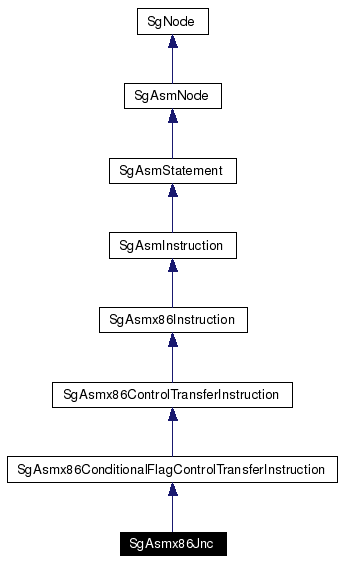 SgNode
SgAsmNode
SgAsmStatement
SgAsmInstruction
SgAsmx86Instruction
SgAsmx86ControlTransferInstruction
SgAsmx86ConditionalFlagControlTransferInstruction
SgAsmx86Jnc